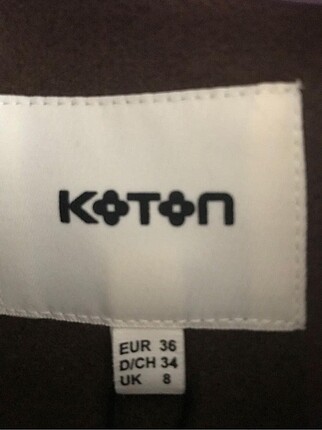 KOTON
EUR 36
D/CH 34
UK 8